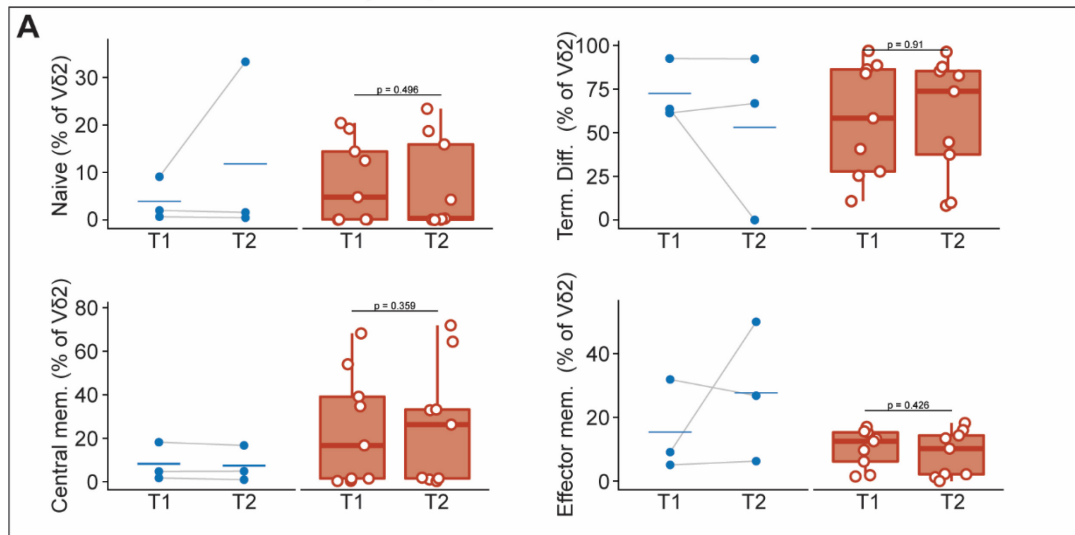 A
Naive (% of Vδ2)
30
20
10
0
p = 0.496
T1
T2
T1
T2
Term. Diff. (% of Vδ2)
100
75
50
25
0
p = 0.91
T1
T2
T1
T2
Central mem. (% of Vδ2)
80
60
40
20
0
p = 0.359
T1
T2
T1
T2
Effector mem. (% of Vδ2)
40
20
0
p = 0.426
T1
T2
T1
T2